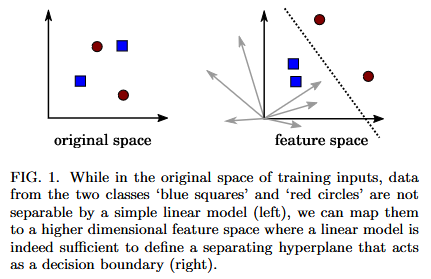 original space
feature space
FIG. 1. While in the original space of training inputs, data
from the two classes ‘blue squares’ and ‘red circles’ are not
separable by a simple linear model (left), we can map them
to a higher dimensional feature space where a linear model is
indeed sufficient to define a separating hyperplane that acts
as a decision boundary (right).